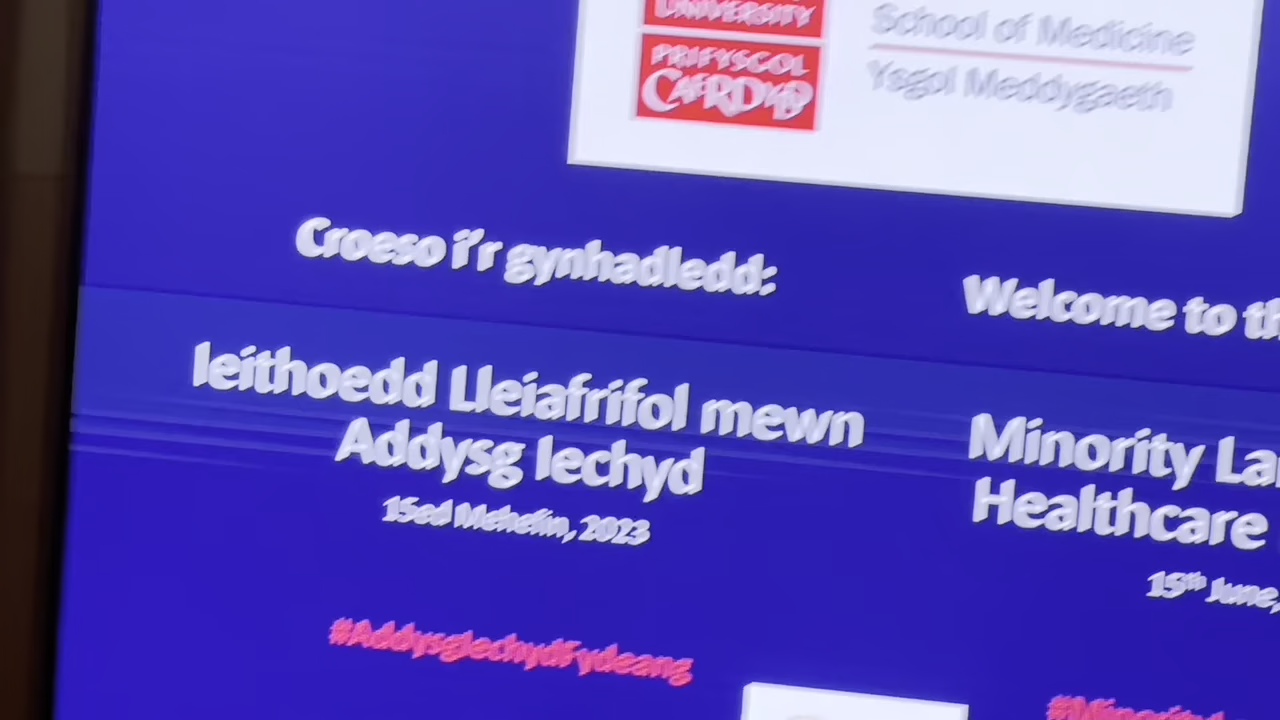 UNIVERSITY
PRIFYSGOL
CAERDYDD
School of Medicine
Ysgol Meddygaeth
Croeso i'r gynhadledd:
Ieithoedd Lleiafrifol mewn
Addysg Iechyd
15ed Mehefin, 2023
#AddysgIechydFydeang
Welcome to th
Minority La
Healthcare
15th June,